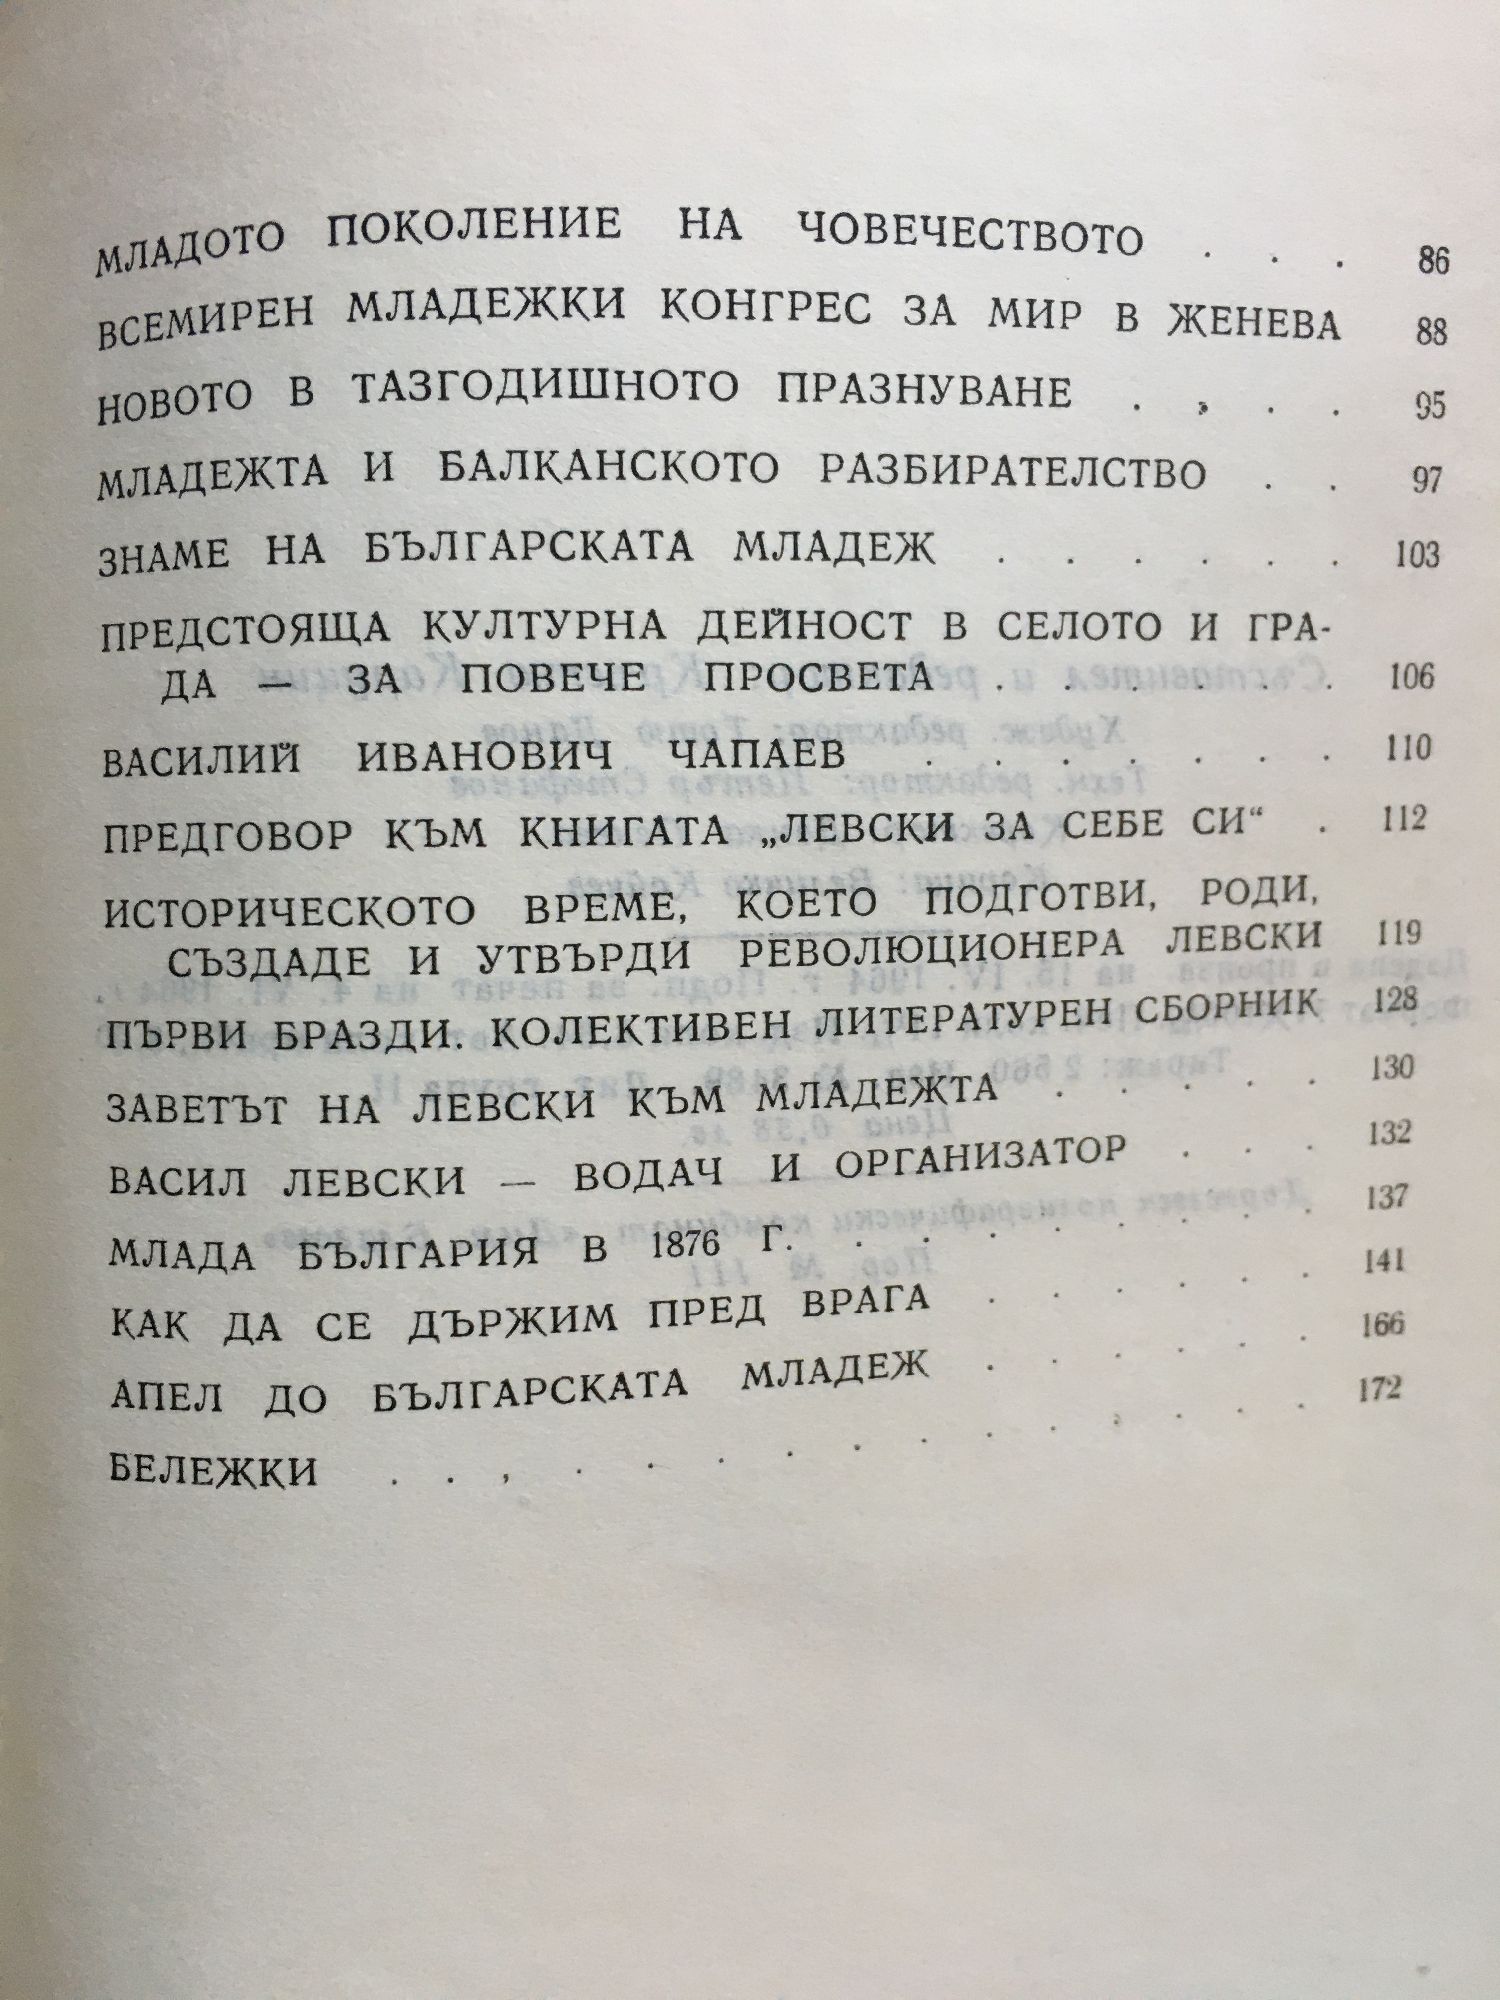 МЛАДОТО ПОКОЛЕНИЕ НА ЧОВЕЧЕСТВОТО . . . 86
ВСЕМИРЕН МЛАДЕЖКИ КОНГРЕС ЗА МИР В ЖЕНЕВА 88
НОВОТО В ТАЗГОДИШНОТО ПРАЗНУВАНЕ . . . . 95
МЛАДЕЖТА И БАЛКАНСКОТО РАЗБИРАТЕЛСТВО . . 97
ЗНАМЕ НА БЪЛГАРСКАТА МЛАДЕЖ . . . . . . 103
ПРЕДСТОЯЩА КУЛТУРНА ДЕЙНОСТ В СЕЛОТО И ГРА-
ДА — ЗА ПОВЕЧЕ ПРОСВЕТА . . . . . . 106
ВАСИЛИЙ ИВАНОВИЧ ЧАПАЕВ . . . . . . . 110
ПРЕДГОВОР КЪМ КНИГАТА „ЛЕВСКИ ЗА СЕБЕ СИ“ . 112
ИСТОРИЧЕСКОТО ВРЕМЕ, КОЕТО ПОДГОТВИ, РОДИ,
СЪЗДАДЕ И УТВЪРДИ РЕВОЛЮЦИОНЕРА ЛЕВСКИ 119
ПЪРВИ БРАЗДИ. КОЛЕКТИВЕН ЛИТЕРАТУРЕН СБОРНИК 128
ЗАВЕТЪТ НА ЛЕВСКИ КЪМ МЛАДЕЖТА . . . . . 130
ВАСИЛ ЛЕВСКИ — ВОДАЧ И ОРГАНИЗАТОР . . . 132
МЛАДА БЪЛГАРИЯ В 1876 Г. . . . . . . . . 137
КАК ДА СЕ ДЪРЖИМ ПРЕД ВРАГА . . . . . . 141
АПЕЛ ДО БЪЛГАРСКАТА МЛАДЕЖ . . . . . . 166
БЕЛЕЖКИ . . . . . . . . . . . . . . 172